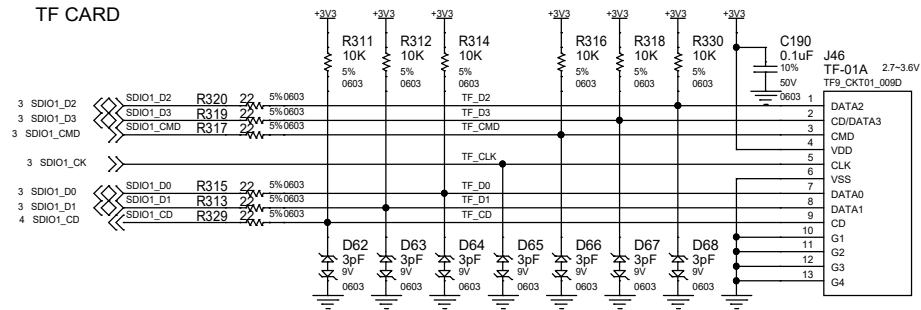 TF CARD
+3V3 +3V3 +3V3 +3V3 +3V3 +3V3 +3V3
R311 R312 R314 R316 R318 R330 C190
10K 10K 10K 10K 10K 10K 0.1uF J46
5% 5% 5% 5% 5% 5% 10% TF-01A 2.7~3.6V
0603 0603 0603 0603 0603 0603 50V TF9_CKT01_009D
0603
3 SDIO1_D2 SDIO1_D2 R320 22 5% 0603 TF_D2 1 DATA2
3 SDIO1_D3 SDIO1_D3 R319 22 5% 0603 TF_D3 2 CD/DATA3
3 SDIO1_CMD SDIO1_CMD R317 22 5% 0603 TF_CMD 3 CMD
4 VDD
3 SDIO1_CK TF_CLK 5 CLK
6 VSS
3 SDIO1_D0 SDIO1_D0 R315 22 5% 0603 TF_D0 7 DATA0
3 SDIO1_D1 SDIO1_D1 R313 22 5% 0603 TF_D1 8 DATA1
4 SDIO1_CD SDIO1_CD R329 22 5% 0603 TF_CD 9 CD
10 G1
11 G2
12 G3
13 G4
D62 D63 D64 D65 D66 D67 D68
3pF 3pF 3pF 3pF 3pF 3pF 3pF
9V 9V 9V 9V 9V 9V 9V
0603 0603 0603 0603 0603 0603 0603